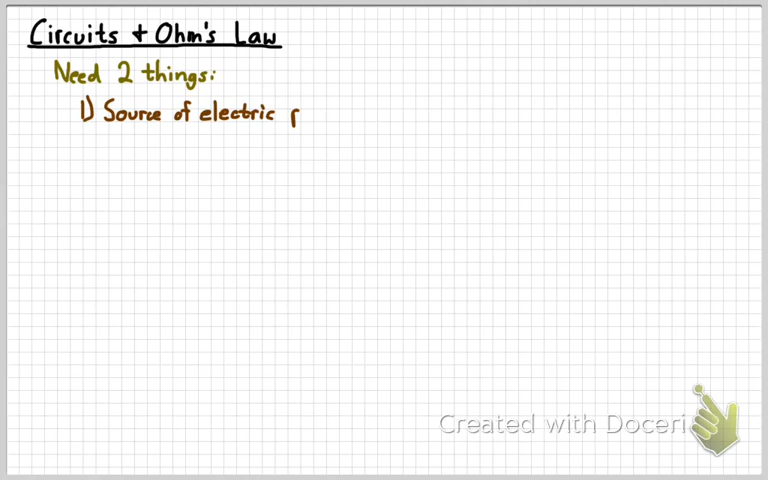 Circuits + Ohm's Law
Need 2 things:
1) Source of electric
Created with Doceri